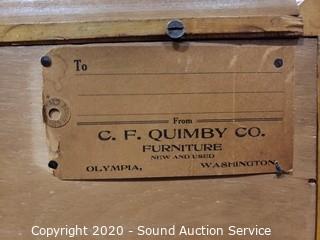 To
From
C. F. QUIMBY CO.
FURNITURE
NEW AND USED
OLYMPIA, WASHINGTON
Copyright 2020 - Sound Auction Service